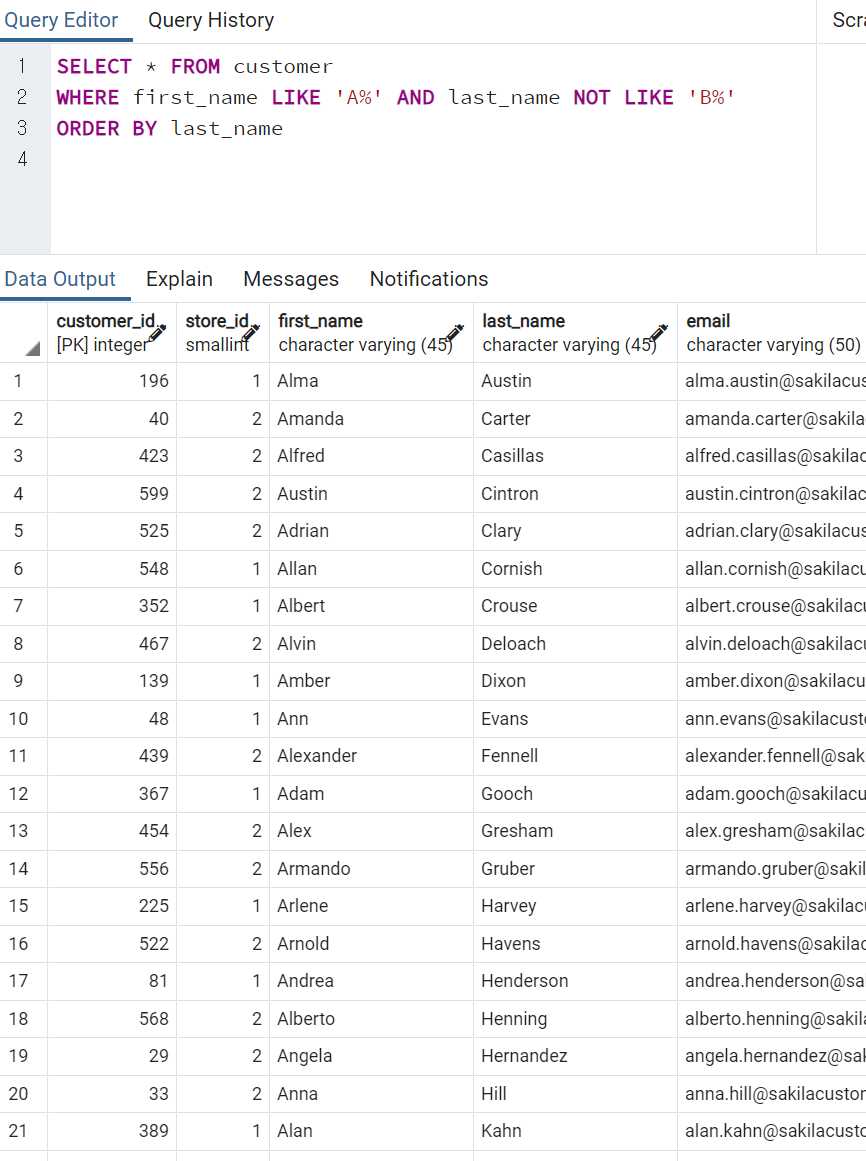 Query Editor Query History Scra
1 SELECT * FROM customer
2 WHERE first_name LIKE 'A%' AND last_name NOT LIKE 'B%'
3 ORDER BY last_name
4
Data Output Explain Messages Notifications
customer_id store_id first_name last_name email
[PK] integer smallint character varying (45) character varying (45) character varying (50)
1 196 1 Alma Austin alma.austin@sakilacus
2 40 2 Amanda Carter amanda.carter@sakila
3 423 2 Alfred Casillas alfred.casillas@sakilac
4 599 2 Austin Cintron austin.cintron@sakilac
5 525 2 Adrian Clary adrian.clary@sakilacus
6 548 1 Allan Cornish allan.cornish@sakilacu
7 352 1 Albert Crouse albert.crouse@sakilacu
8 467 2 Alvin Deloach alvin.deloach@sakilacu
9 139 1 Amber Dixon amber.dixon@sakilacu
10 48 1 Ann Evans ann.evans@sakilacust
11 439 2 Alexander Fennell alexander.fennell@sak
12 367 1 Adam Gooch adam.gooch@sakilacu
13 454 2 Alex Gresham alex.gresham@sakilac
14 556 2 Armando Gruber armando.gruber@sakil
15 225 1 Arlene Harvey arlene.harvey@sakilac
16 522 2 Arnold Havens arnold.havens@sakilac
17 81 1 Andrea Henderson andrea.henderson@sa
18 568 2 Alberto Henning alberto.henning@sakil
19 29 2 Angela Hernandez angela.hernandez@sak
20 33 2 Anna Hill anna.hill@sakilacustor
21 389 1 Alan Kahn alan.kahn@sakilacusto